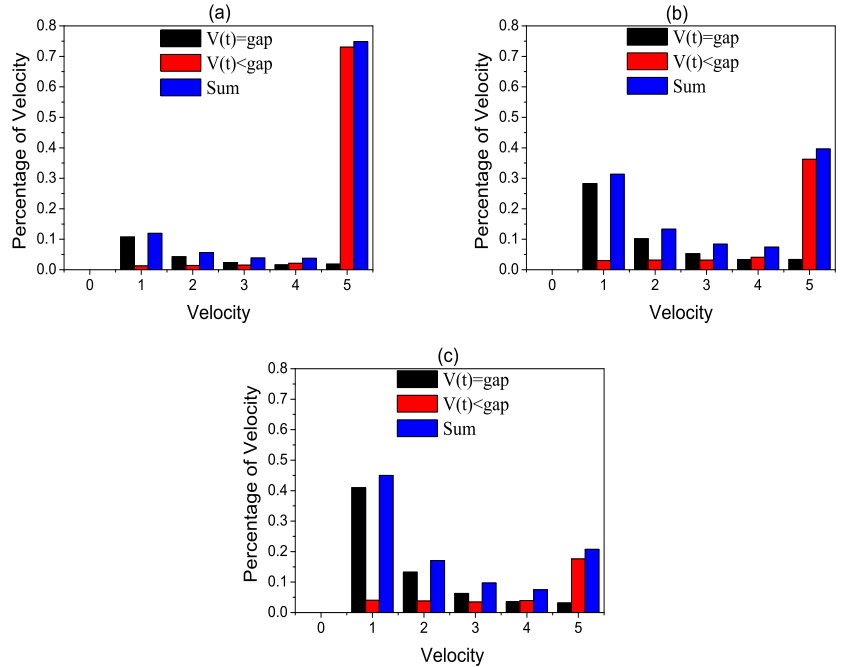 (a)
Percentage of Velocity
0.8
0.7
0.6
0.5
0.4
0.3
0.2
0.1
0.0
V(t)=gap
V(t)<gap
Sum
0 1 2 3 4 5
Velocity
(b)
Percentage of Velocity
0.8
0.7
0.6
0.5
0.4
0.3
0.2
0.1
0.0
V(t)=gap
V(t)<gap
Sum
0 1 2 3 4 5
Velocity
(c)
Percentage of Velocity
0.8
0.7
0.6
0.5
0.4
0.3
0.2
0.1
0.0
V(t)=gap
V(t)<gap
Sum
0 1 2 3 4 5
Velocity